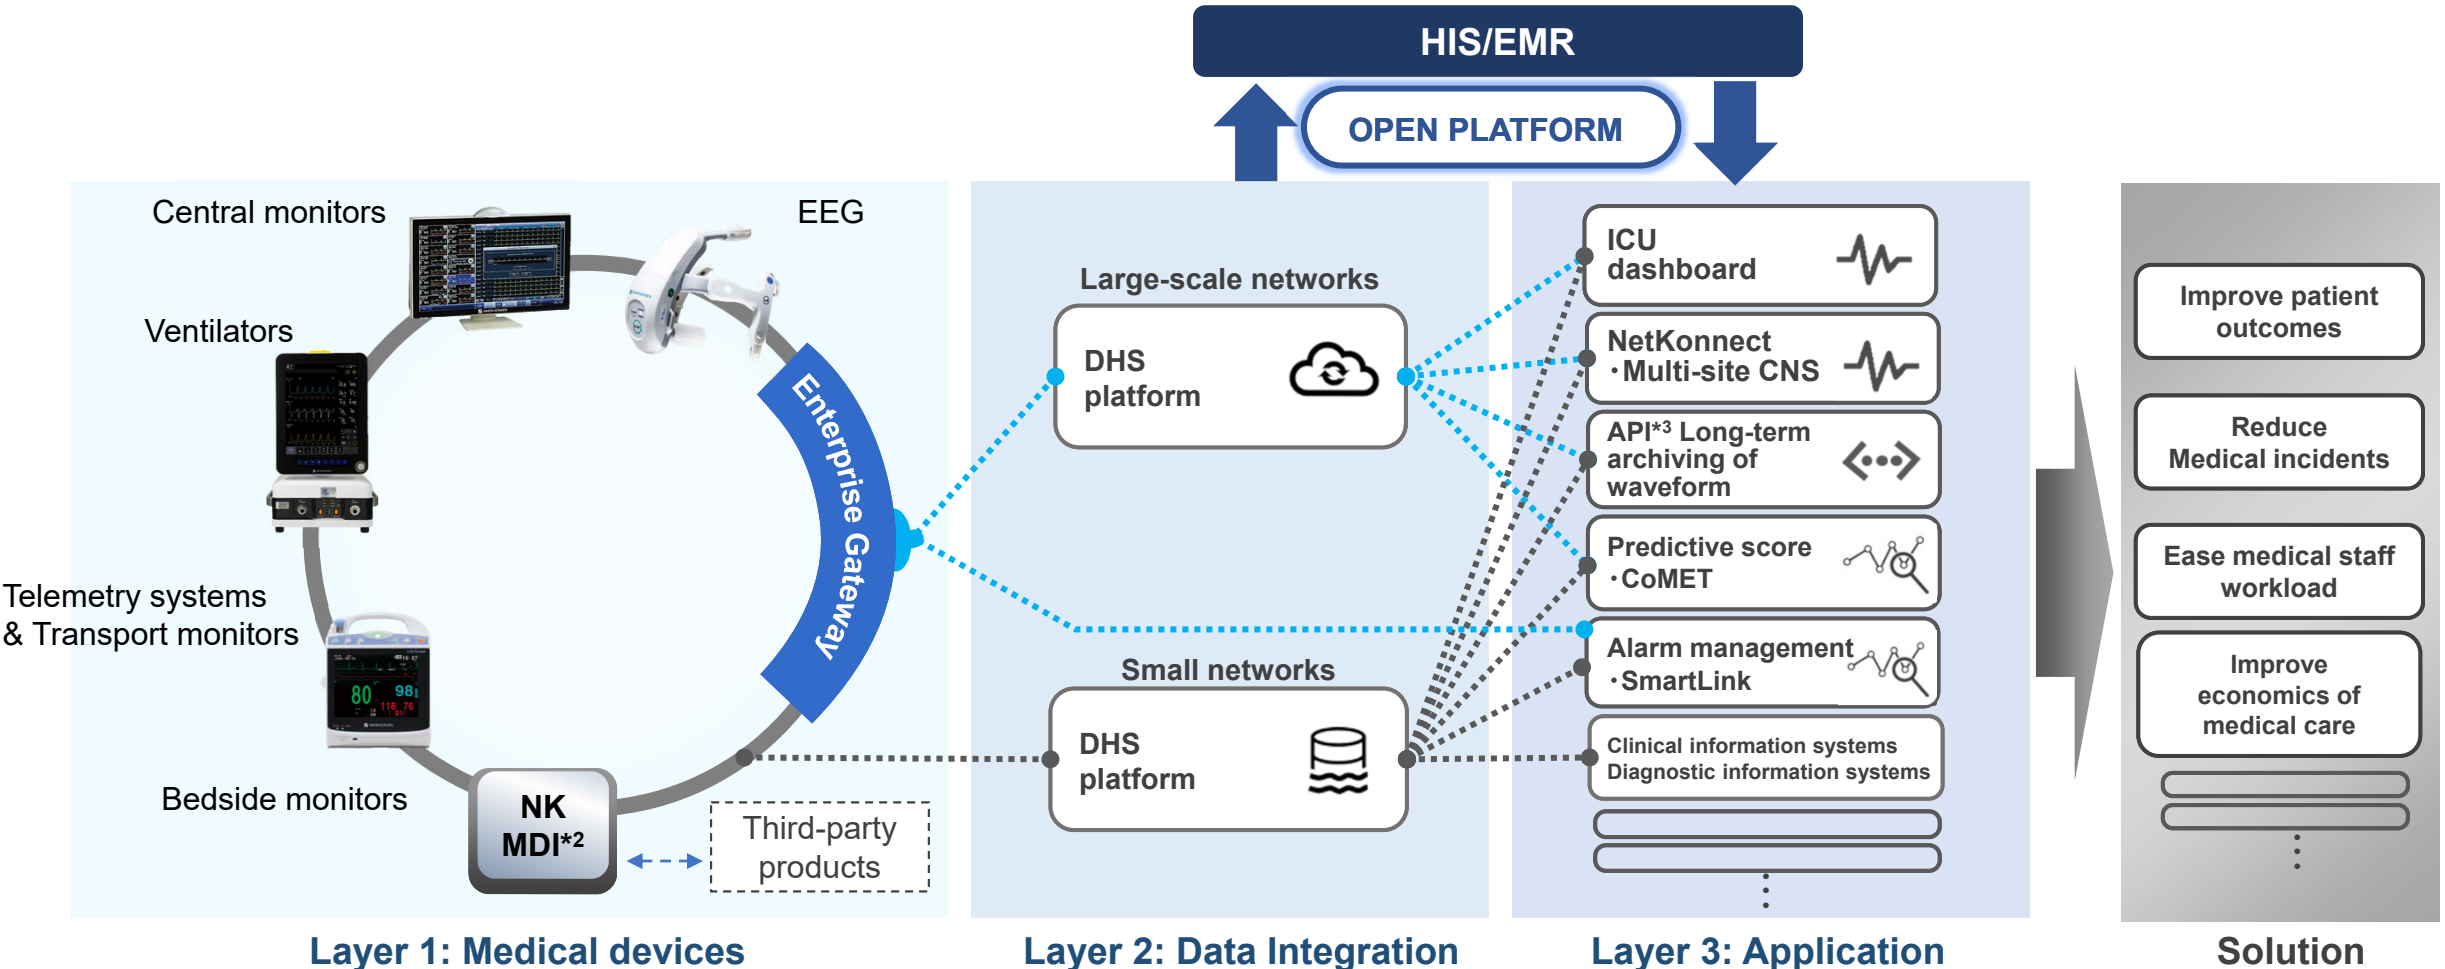 HIS/EMR
OPEN PLATFORM
Central monitors
EEG
Ventilators
Telemetry systems
& Transport monitors
Bedside monitors
Enterprise Gateway
NK
MDI*2
Third-party
products
Layer 1: Medical devices
Large-scale networks
DHS
platform
Small networks
DHS
platform
Layer 2: Data Integration
ICU
dashboard
NetKonnect
・Multi-site CNS
API*3 Long-term
archiving of
waveform
Predictive score
・CoMET
Alarm management
・SmartLink
Clinical information systems
Diagnostic information systems
Layer 3: Application
Improve patient
outcomes
Reduce
Medical incidents
Ease medical staff
workload
Improve
economics of
medical care
Solution
80
98
118 76